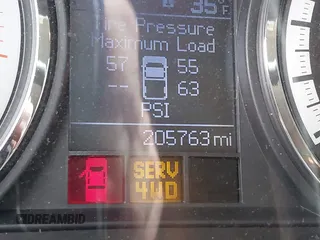 35°F
Tire Pressure
Maximum Load
57 55
-- 63
PSI
205763 mi
SERV
4WD
DREAMBID